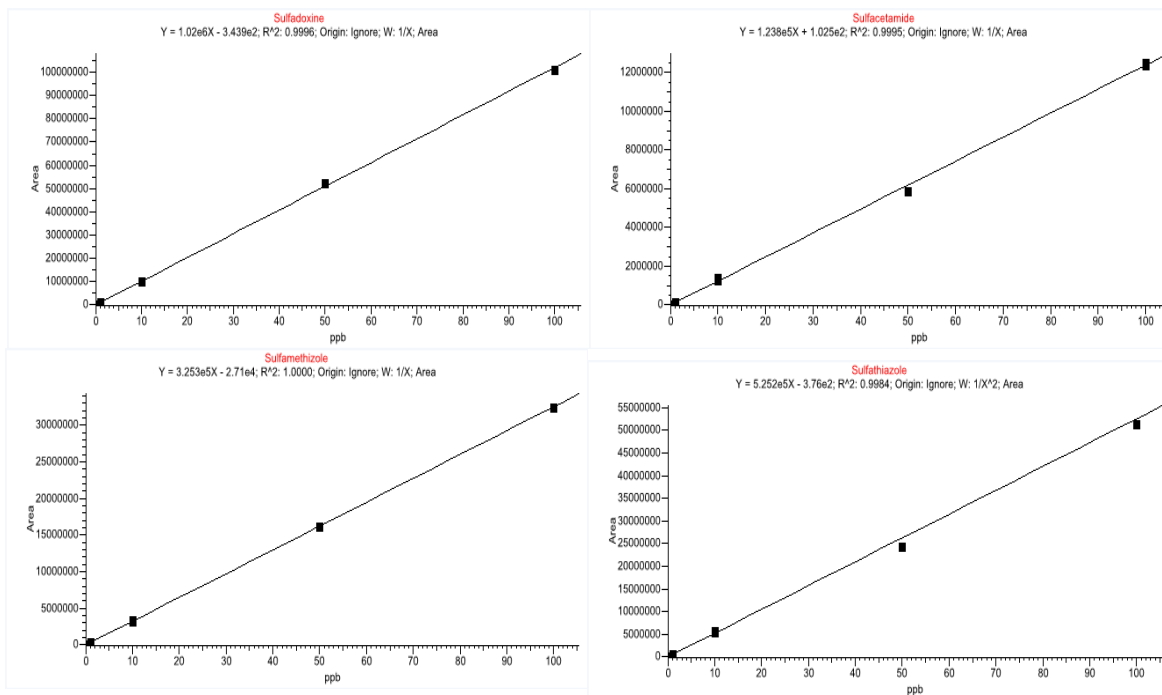 Sulfadoxine
Y = 1.02e6X - 3.439e2; R^2: 0.9996; Origin: Ignore; W: 1/X; Area
100000000
90000000
80000000
70000000
60000000
50000000
40000000
30000000
20000000
10000000
0
Area
0 10 20 30 40 50 60 70 80 90 100
ppb
Sulfacetamide
Y = 1.238e5X + 1.025e2; R^2: 0.9995; Origin: Ignore; W: 1/X; Area
12000000
10000000
8000000
6000000
4000000
2000000
0
Area
0 10 20 30 40 50 60 70 80 90 100
ppb
Sulfamethizole
Y = 3.253e5X - 2.71e4; R^2: 1.0000; Origin: Ignore; W: 1/X; Area
30000000
25000000
20000000
15000000
10000000
5000000
0
Area
0 10 20 30 40 50 60 70 80 90 100
ppb
Sulfathiazole
Y = 5.252e5X - 3.76e2; R^2: 0.9984; Origin: Ignore; W: 1/X^2; Area
55000000
50000000
45000000
40000000
35000000
30000000
25000000
20000000
15000000
10000000
5000000
0
Area
0 10 20 30 40 50 60 70 80 90 100
ppb